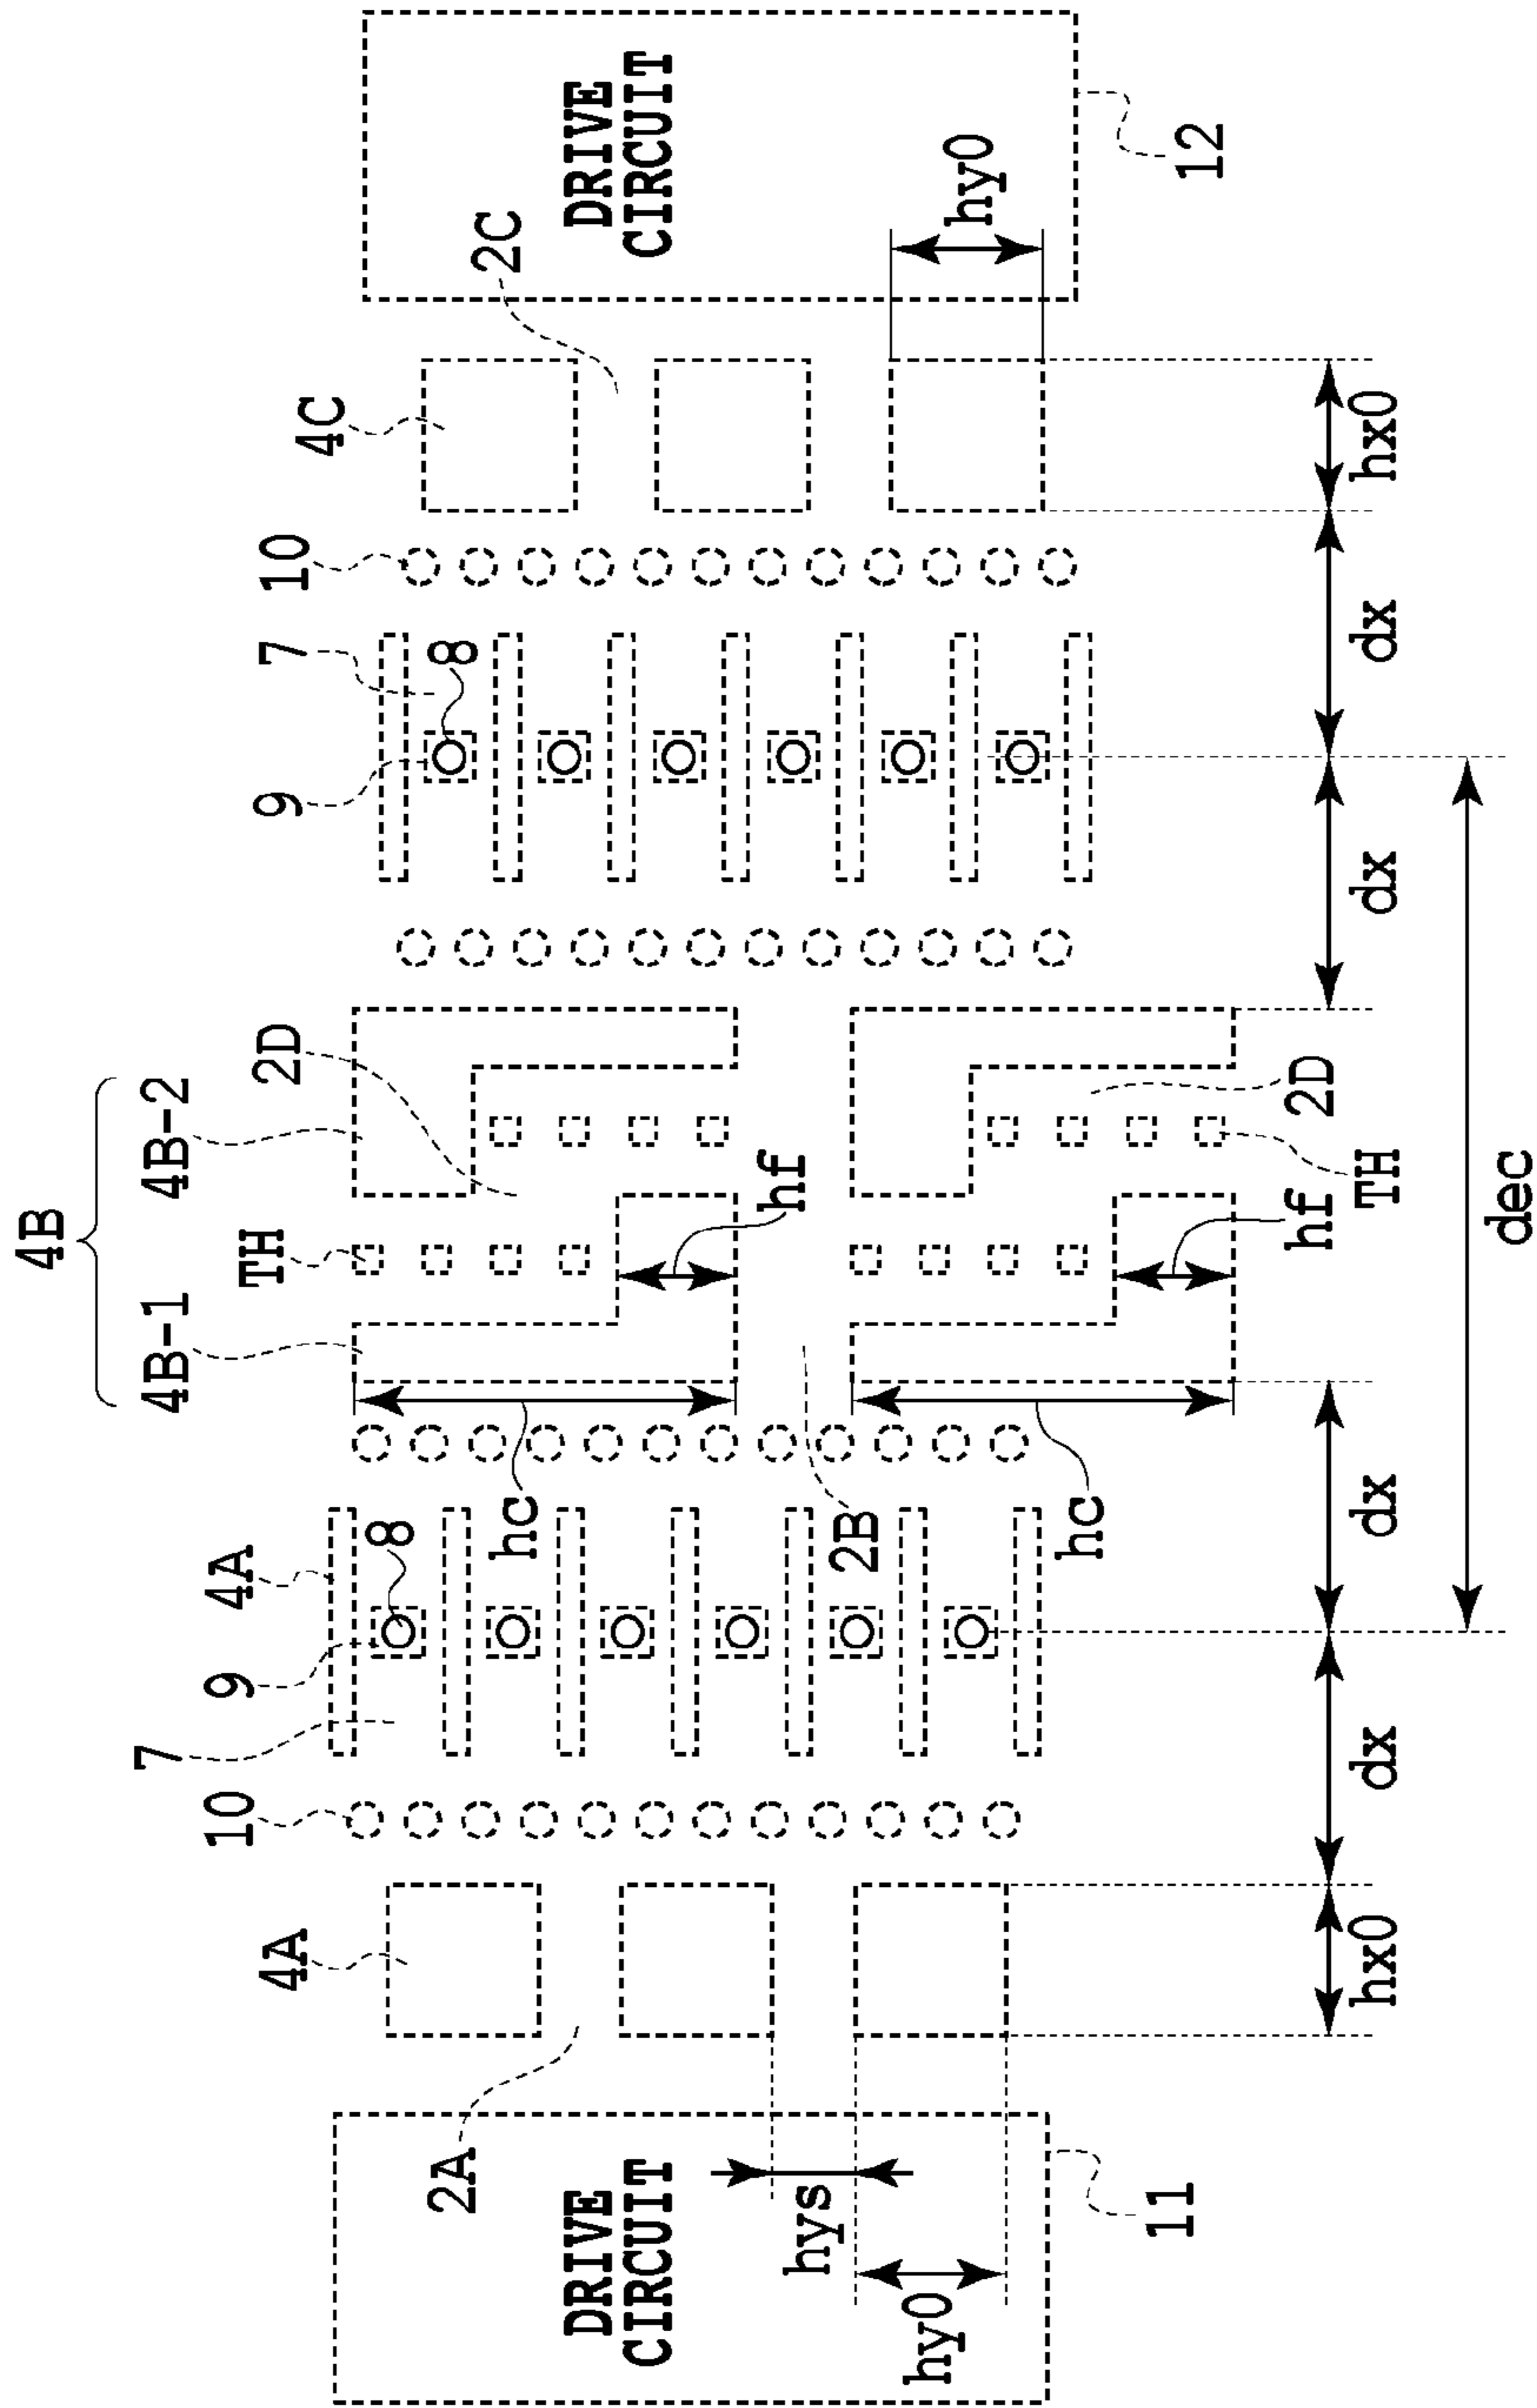 4B
7
4B-1
4B-2
10
9
4A
TH
4A
2D
9
7
10
4C
8
2A
8
2C
hc
DRIVE
CIRCUIT
DRIVE
CIRCUIT
hf
hys
2B
hy0
hy0
hc
11
12
hf
2D
TH
hx0
dx
dx
dx
dx
hx0
dec